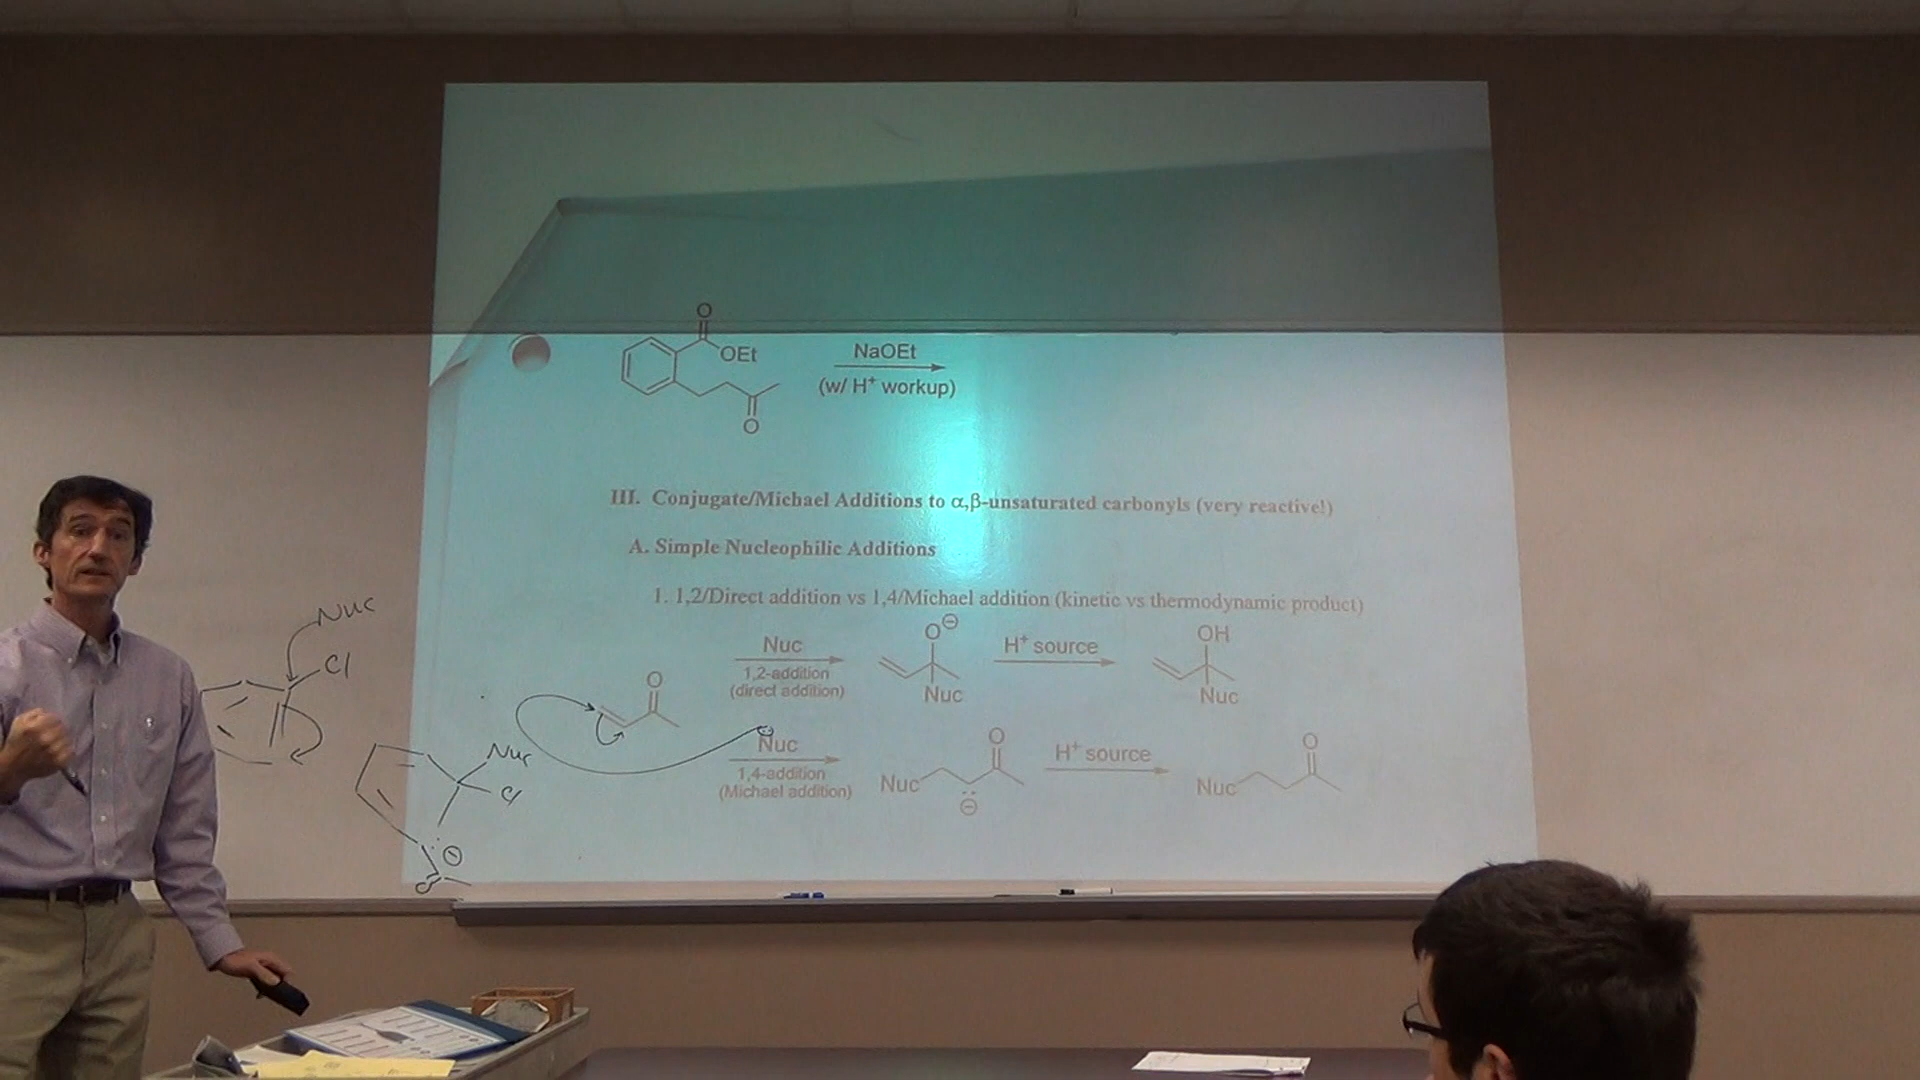 O
OEt
O
NaOEt
(w/ H⁺ workup)
III. Conjugate/Michael Additions to α,β-unsaturated carbonyls (very reactive!)
A. Simple Nucleophilic Additions
1. 1,2/Direct addition vs 1,4/Michael addition (kinetic vs thermodynamic product)
O
Nuc
1,2-addition
(direct addition)
O⊖
Nuc
H⁺ source
OH
Nuc
Nuc
1,4-addition
(Michael addition)
O
Nuc
⊖
H⁺ source
O
Nuc
Nuc
Cl
Nuc
Cl
⊖